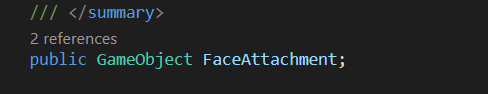 /// </summary>
2 references
public GameObject FaceAttachment;